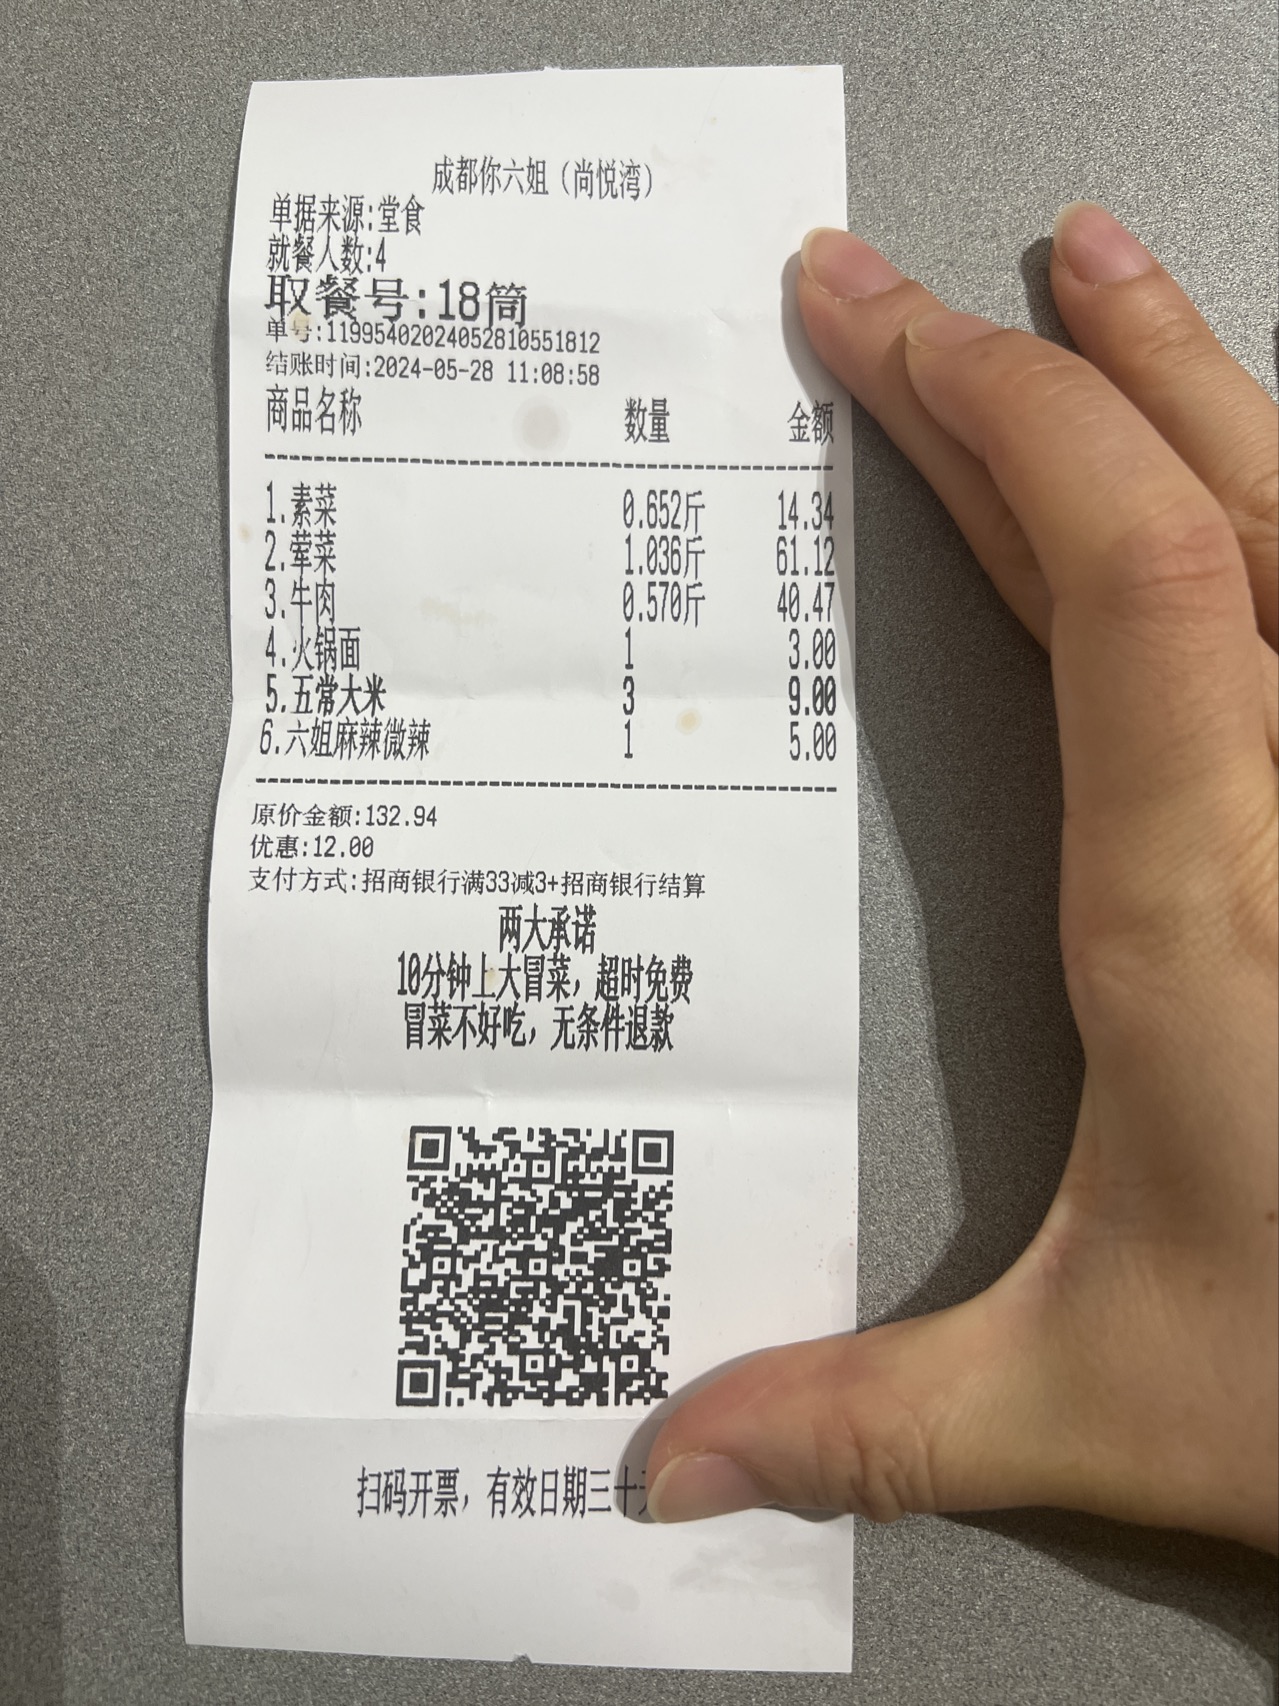 成都你六姐（尚悦湾）
单据来源:堂食
就餐人数:4
取餐号:18筒
单号:11995402024052810551812
结账时间:2024-05-28 11:08:58
商品名称 数量 金额
1.素菜 0.652斤 14.34
2.荤菜 1.036斤 61.12
3.牛肉 0.570斤 40.47
4.火锅面 1 3.00
5.五常大米 3 9.00
6.六姐麻辣微辣 1 5.00
原价金额:132.94
优惠:12.00
支付方式:招商银行满33减3+招商银行结算
两大承诺
10分钟上大冒菜，超时免费
冒菜不好吃，无条件退款
扫码开票，有效日期三十